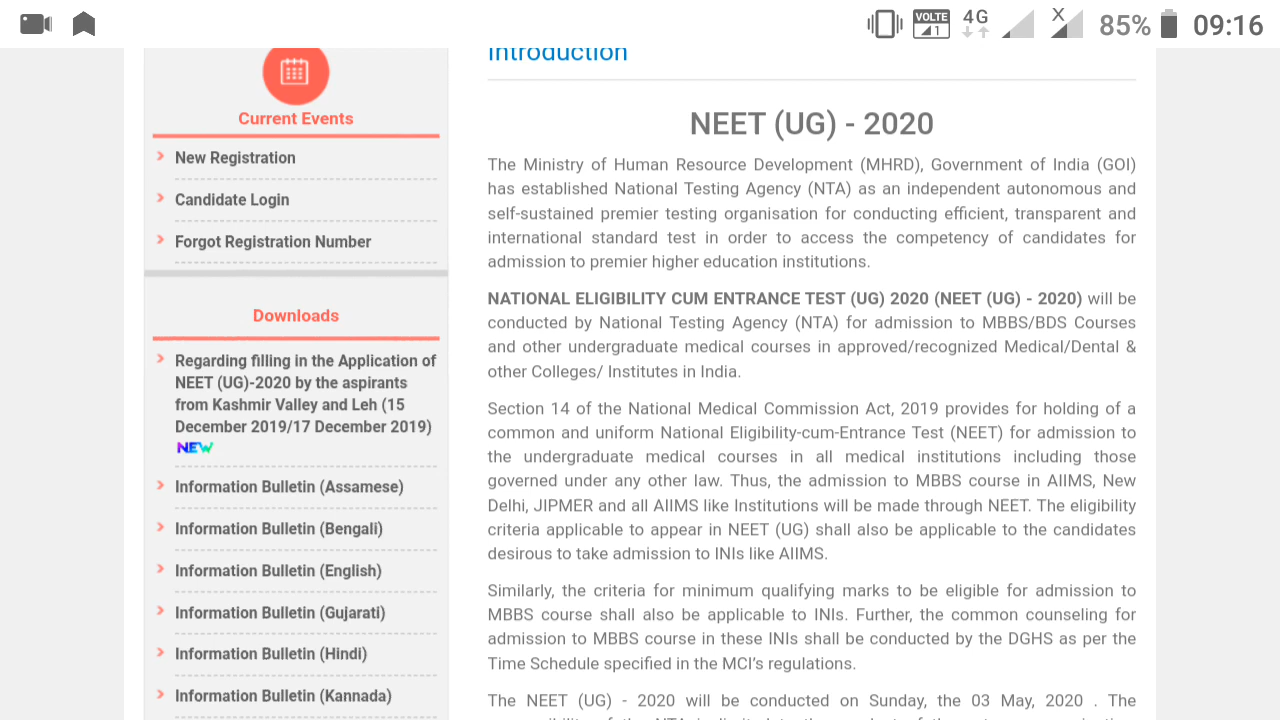 VOLTE
1
4G
X
85%
09:16
Introduction
Current Events
New Registration
Candidate Login
Forgot Registration Number
Downloads
Regarding filling in the Application of
NEET (UG)-2020 by the aspirants
from Kashmir Valley and Leh (15
December 2019/17 December 2019)
NEW
Information Bulletin (Assamese)
Information Bulletin (Bengali)
Information Bulletin (English)
Information Bulletin (Gujarati)
Information Bulletin (Hindi)
Information Bulletin (Kannada)
NEET (UG) - 2020
The Ministry of Human Resource Development (MHRD), Government of India (GOI)
has established National Testing Agency (NTA) as an independent autonomous and
self-sustained premier testing organisation for conducting efficient, transparent and
international standard test in order to access the competency of candidates for
admission to premier higher education institutions.
NATIONAL ELIGIBILITY CUM ENTRANCE TEST (UG) 2020 (NEET (UG) - 2020) will be
conducted by National Testing Agency (NTA) for admission to MBBS/BDS Courses
and other undergraduate medical courses in approved/recognized Medical/Dental &
other Colleges/ Institutes in India.
Section 14 of the National Medical Commission Act, 2019 provides for holding of a
common and uniform National Eligibility-cum-Entrance Test (NEET) for admission to
the undergraduate medical courses in all medical institutions including those
governed under any other law. Thus, the admission to MBBS course in AIIMS, New
Delhi, JIPMER and all AIIMS like Institutions will be made through NEET. The eligibility
criteria applicable to appear in NEET (UG) shall also be applicable to the candidates
desirous to take admission to INIs like AIIMS.
Similarly, the criteria for minimum qualifying marks to be eligible for admission to
MBBS course shall also be applicable to INIs. Further, the common counseling for
admission to MBBS course in these INIs shall be conducted by the DGHS as per the
Time Schedule specified in the MCI's regulations.
The NEET (UG) - 2020 will be conducted on Sunday, the 03 May, 2020 . The